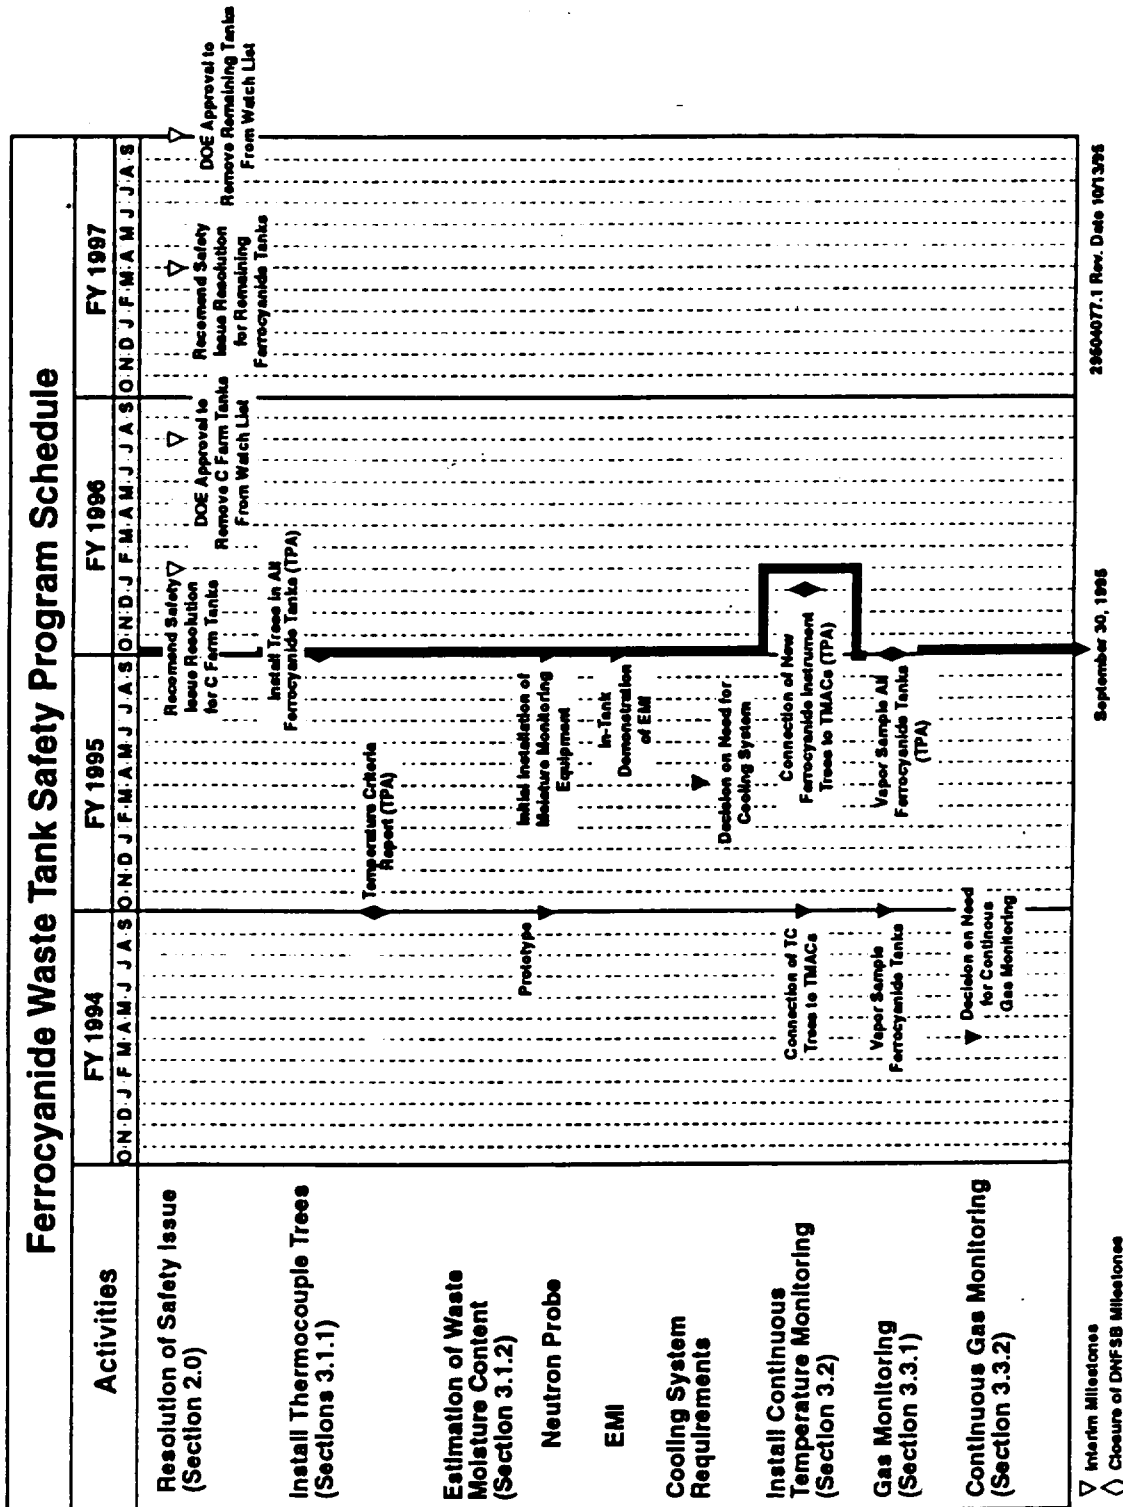 Ferrocyanide Waste Tank Safety Program Schedule
Activities
FY 1994
FY 1995
FY 1996
FY 1997
O N D J F M A M J J A S
O N D J F M A M J J A S
O N D J F M A M J J A S
O N D J F M A M J J A S
Resolution of Safety Issue
(Section 2.0)
Recomend Safety
Issue Resolution
for C Farm Tanks
DOE Approval to
Remove C Farm Tanks
From Watch List
Recomend Safety
Issue Resolution
for Remaining
Ferrocyanide Tanks
DOE Approval to
Remove Remaining Tanks
From Watch List
Install Thermocouple Trees
(Sections 3.1.1)
Install Trees in All
Ferrocyanide Tanks (TPA)
Temperature Criteria
Report (TPA)
Estimation of Waste
Moisture Content
(Section 3.1.2)
Neutron Probe
Prototype
Initial Installation of
Moisture Monitoring
Equipment
EMI
In-Tank
Demonstration
of EMI
Cooling System
Requirements
Decision on Need for
Cooling System
Install Continuous
Temperature Monitoring
(Section 3.2)
Connection of TC
Trees to TMACs
Connection of New
Ferrocyanide Instrument
Trees to TMACs (TPA)
Gas Monitoring
(Section 3.3.1)
Vapor Sample
Ferrocyanide Tanks
Vapor Sample All
Ferrocyanide Tanks
(TPA)
Continuous Gas Monitoring
(Section 3.3.2)
Decision on Need
for Continous
Gas Monitoring
Interim Milestones
Closure of DNFSB Milestones
September 30, 1995
29504077.1 Rev. Date 10/13/95